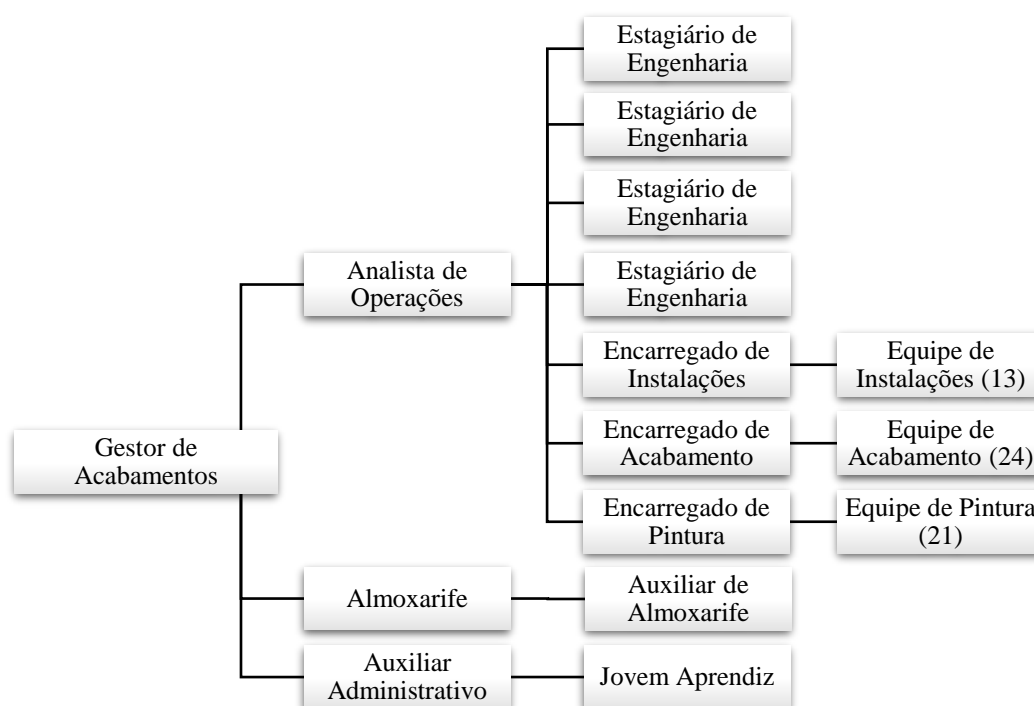 Estagiário de
Engenharia
Estagiário de
Engenharia
Estagiário de
Engenharia
Analista de
Operações
Estagiário de
Engenharia
Encarregado de
Instalações
Equipe de
Instalações (13)
Gestor de
Acabamentos
Encarregado de
Acabamento
Equipe de
Acabamento (24)
Encarregado de
Pintura
Equipe de Pintura
(21)
Almoxarife
Auxiliar de
Almoxarife
Auxiliar
Administrativo
Jovem Aprendiz